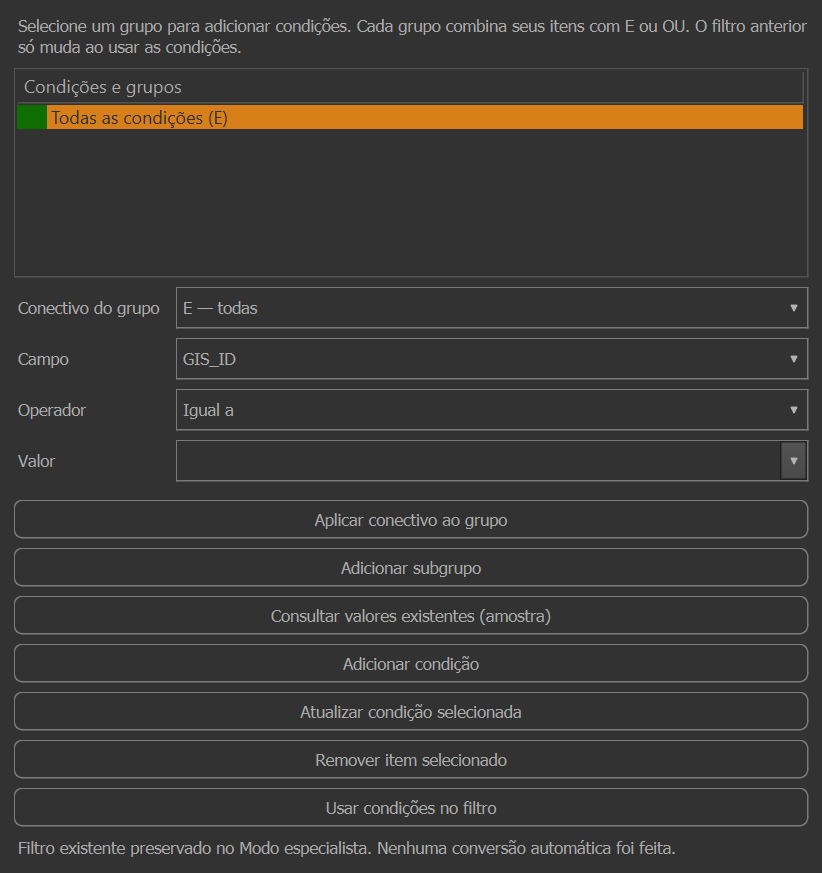 Selecione um grupo para adicionar condições. Cada grupo combina seus itens com E ou OU. O filtro anterior
só muda ao usar as condições.
Condições e grupos
Todas as condições (E)
Conectivo do grupo
E — todas
Campo
GIS_ID
Operador
Igual a
Valor
Aplicar conectivo ao grupo
Adicionar subgrupo
Consultar valores existentes (amostra)
Adicionar condição
Atualizar condição selecionada
Remover item selecionado
Usar condições no filtro
Filtro existente preservado no Modo especialista. Nenhuma conversão automática foi feita.